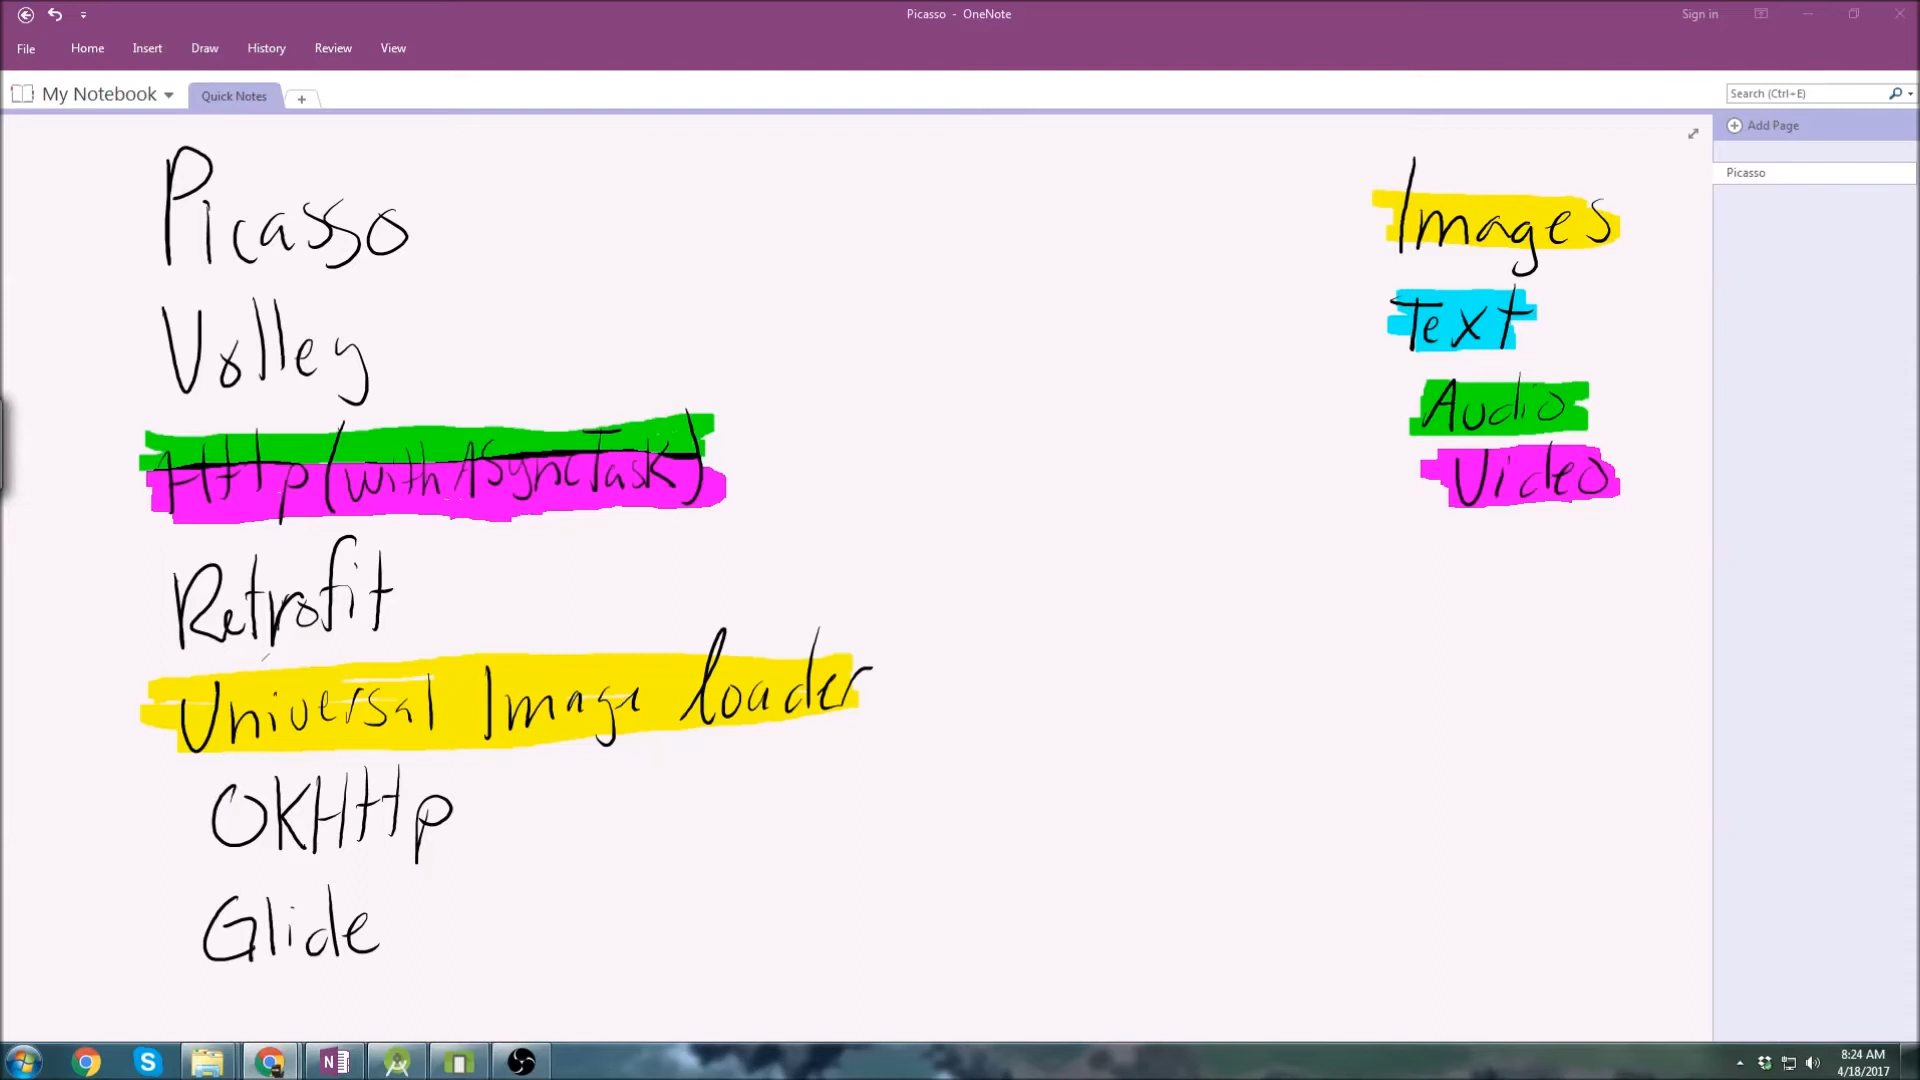 Picasso - OneNote
Sign in
File Home Insert Draw History Review View
My Notebook Quick Notes
Search (Ctrl+E)
Add Page
Picasso
Picasso
Volley
HTTp (with AsyncTask)
Retrofit
Universal Image loader
OKHTTp
Glide
Images
Text
Audio
Video
8:24 AM
4/18/2017